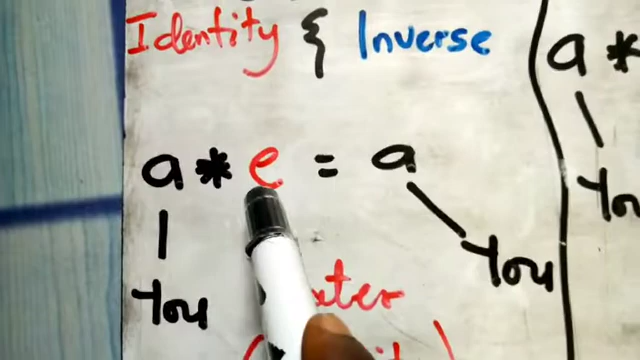 Identity { Inverse
a * e = a
You You
a *
You